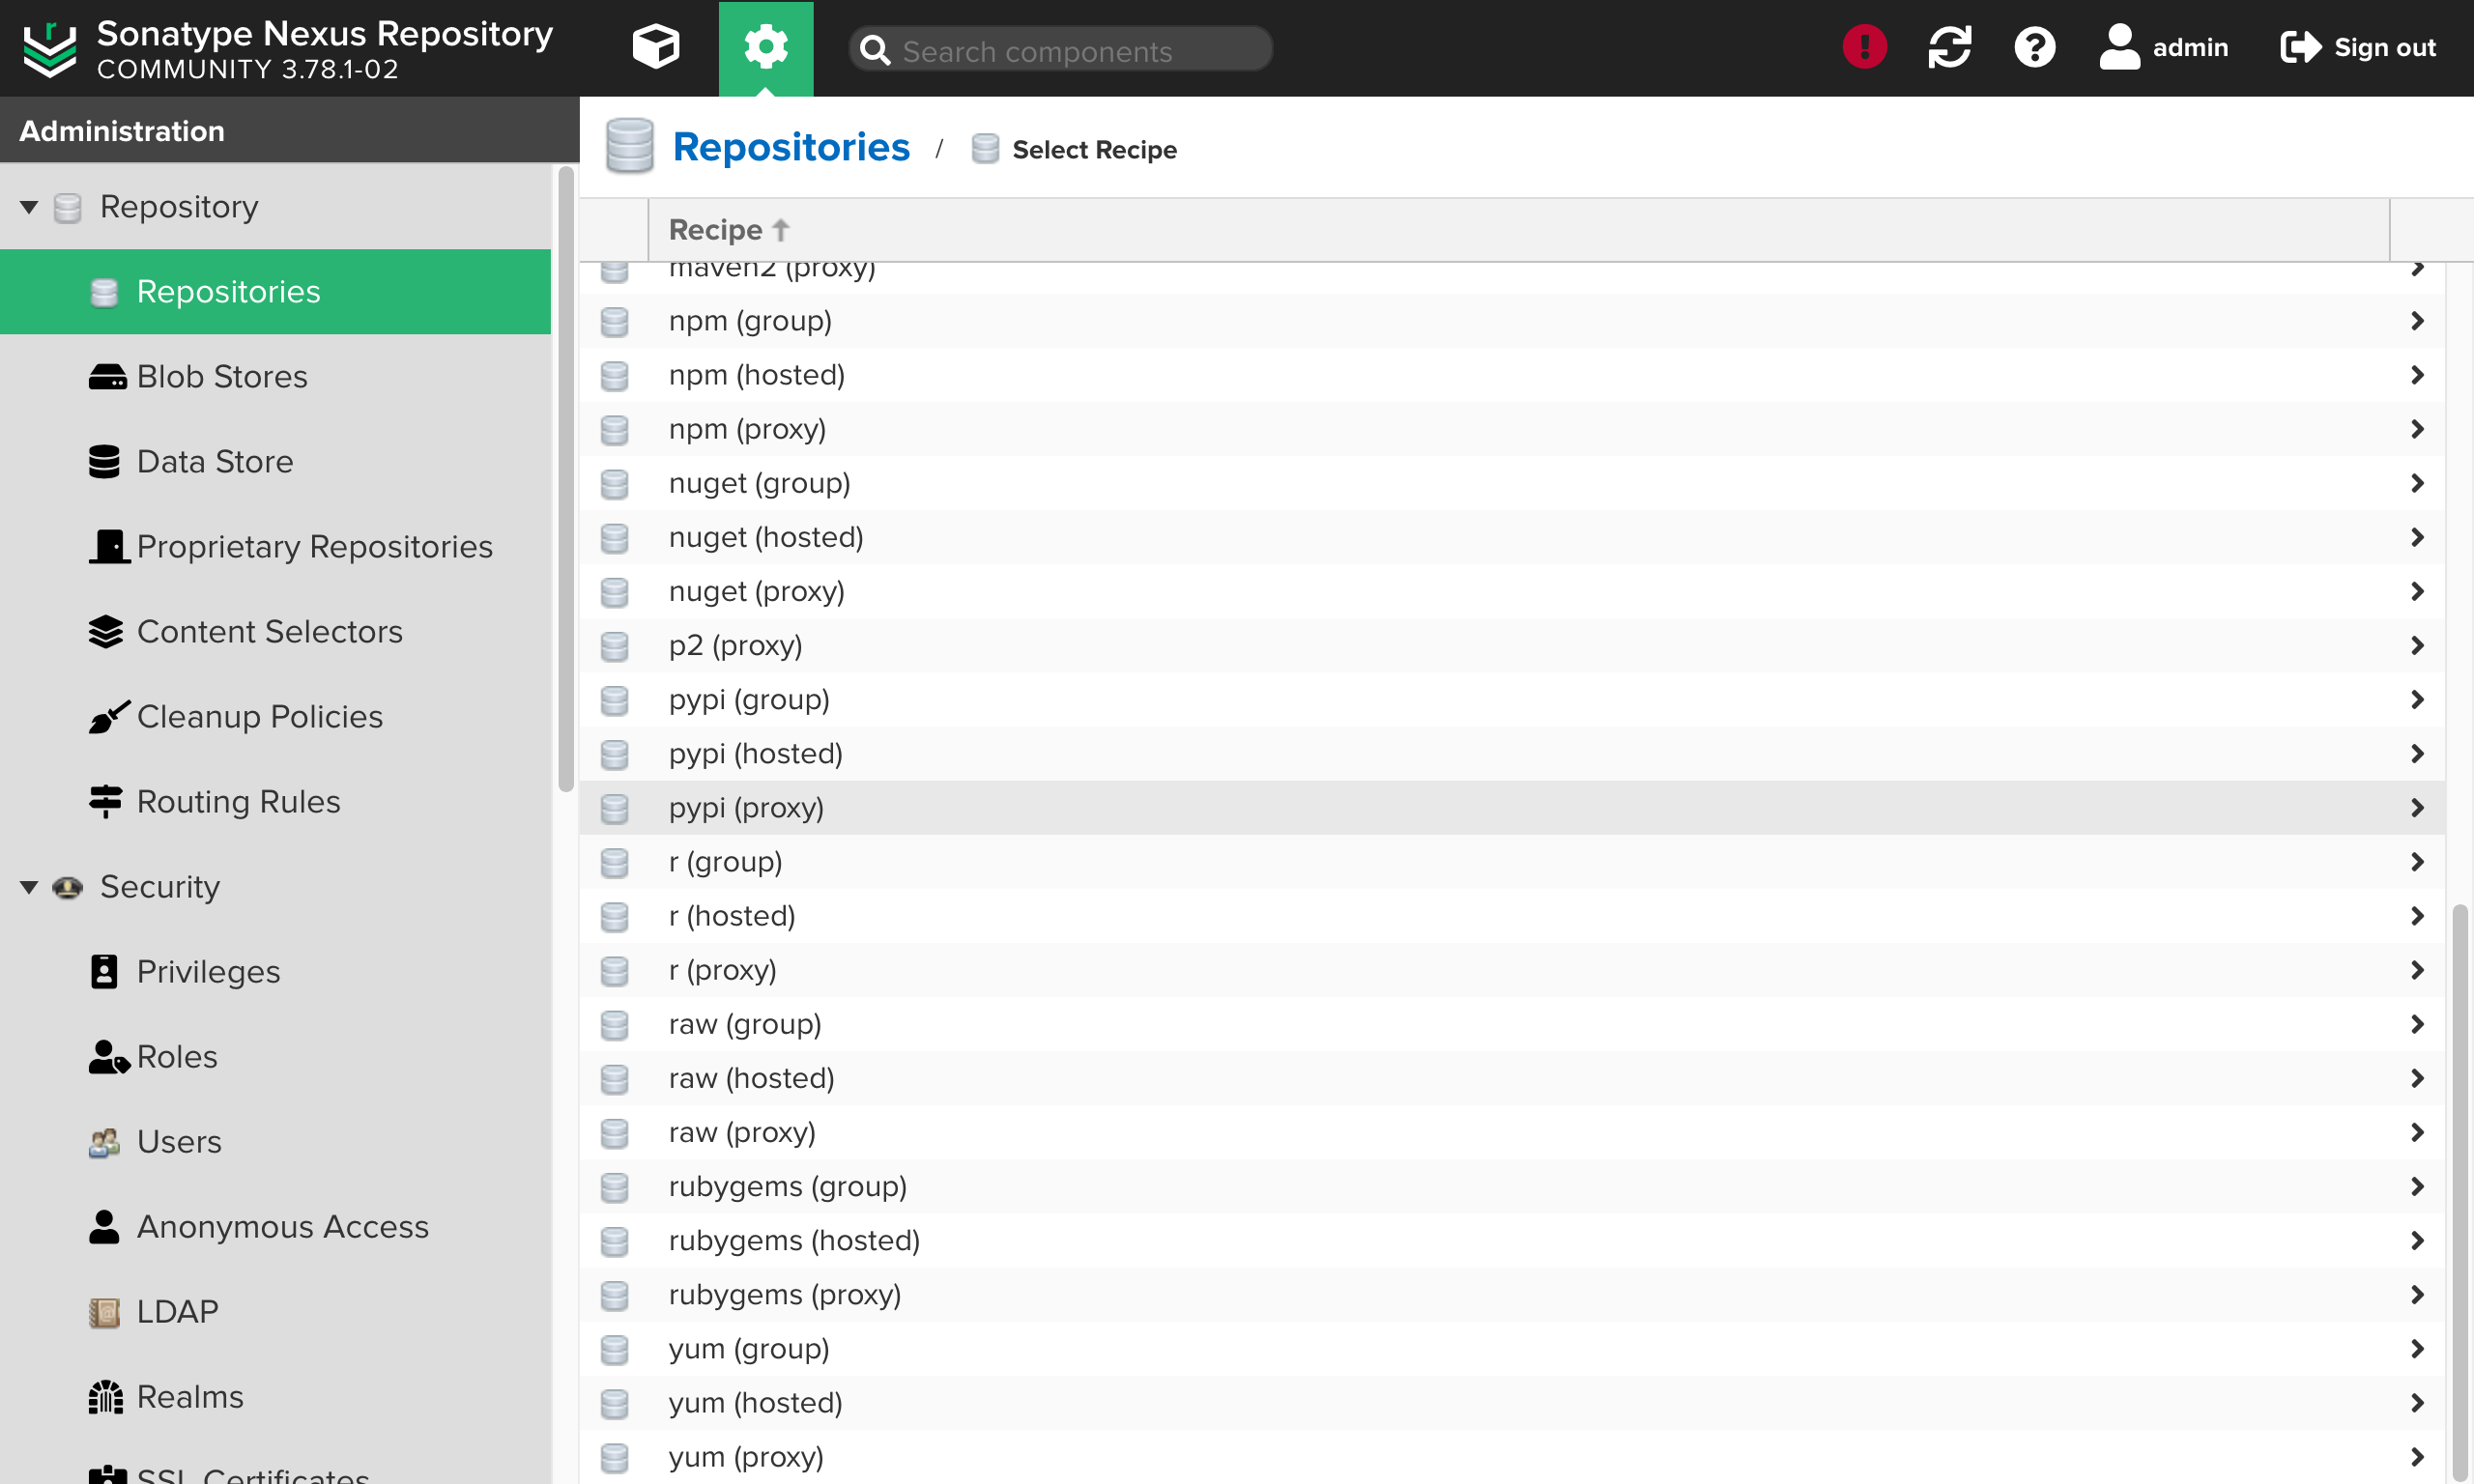 Sonatype Nexus Repository
COMMUNITY 3.78.1-02
Search components
admin
Sign out
Administration
Repository
Repositories
Blob Stores
Data Store
Proprietary Repositories
Content Selectors
Cleanup Policies
Routing Rules
Security
Privileges
Roles
Users
Anonymous Access
LDAP
Realms
SSL Certificates
Repositories / Select Recipe
Recipe
maven2 (proxy)
npm (group)
npm (hosted)
npm (proxy)
nuget (group)
nuget (hosted)
nuget (proxy)
p2 (proxy)
pypi (group)
pypi (hosted)
pypi (proxy)
r (group)
r (hosted)
r (proxy)
raw (group)
raw (hosted)
raw (proxy)
rubygems (group)
rubygems (hosted)
rubygems (proxy)
yum (group)
yum (hosted)
yum (proxy)